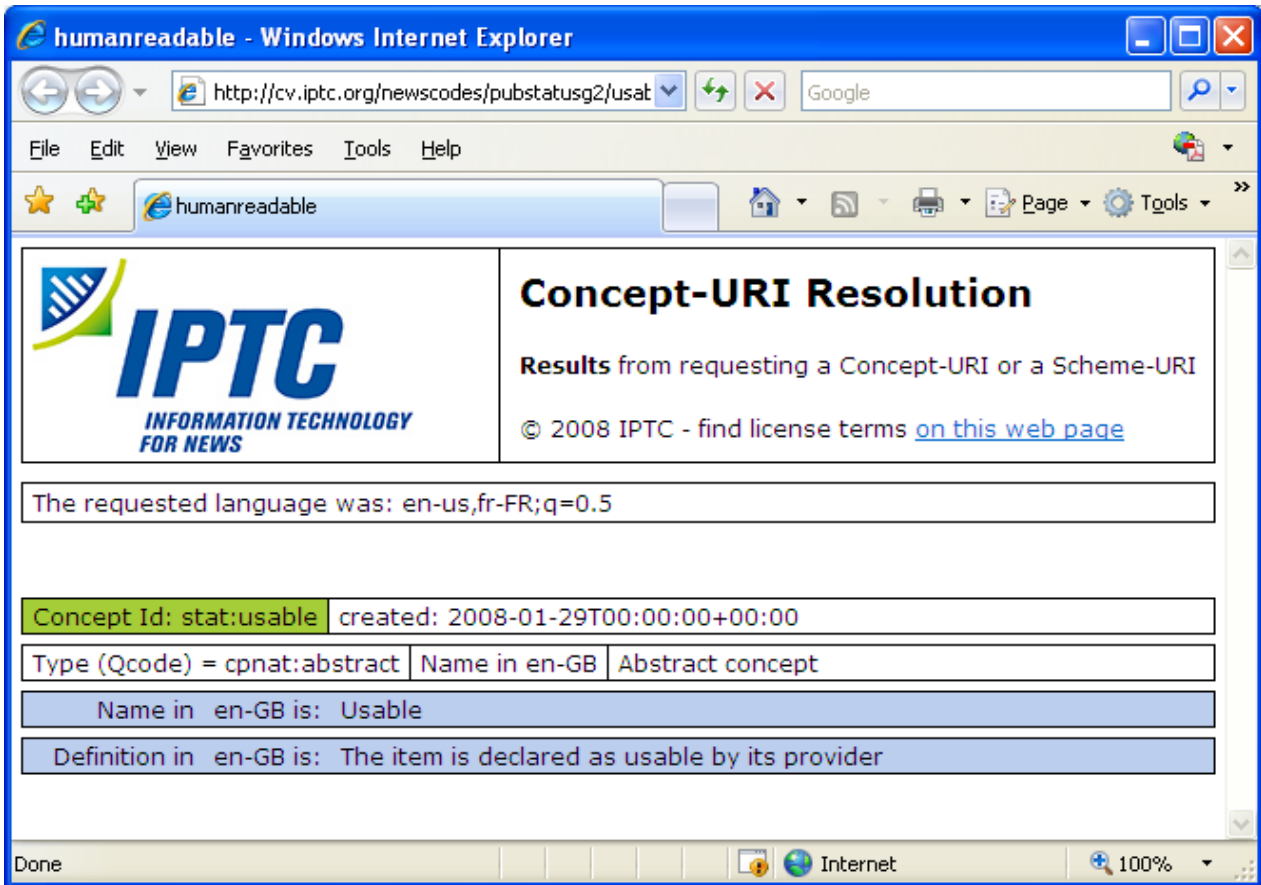 humanreadable - Windows Internet Explorer
http://cv.iptc.org/newscodes/pubstatusg2/usab
Google
File Edit View Favorites Tools Help
humanreadable
Page Tools »
IPTC
INFORMATION TECHNOLOGY
FOR NEWS
Concept-URI Resolution
Results from requesting a Concept-URI or a Scheme-URI
© 2008 IPTC - find license terms on this web page
The requested language was: en-us,fr-FR;q=0.5
Concept Id: stat:usable created: 2008-01-29T00:00:00+00:00
Type (Qcode) = cpnat:abstract Name in en-GB Abstract concept
Name in en-GB is: Usable
Definition in en-GB is: The item is declared as usable by its provider
Done Internet 100%